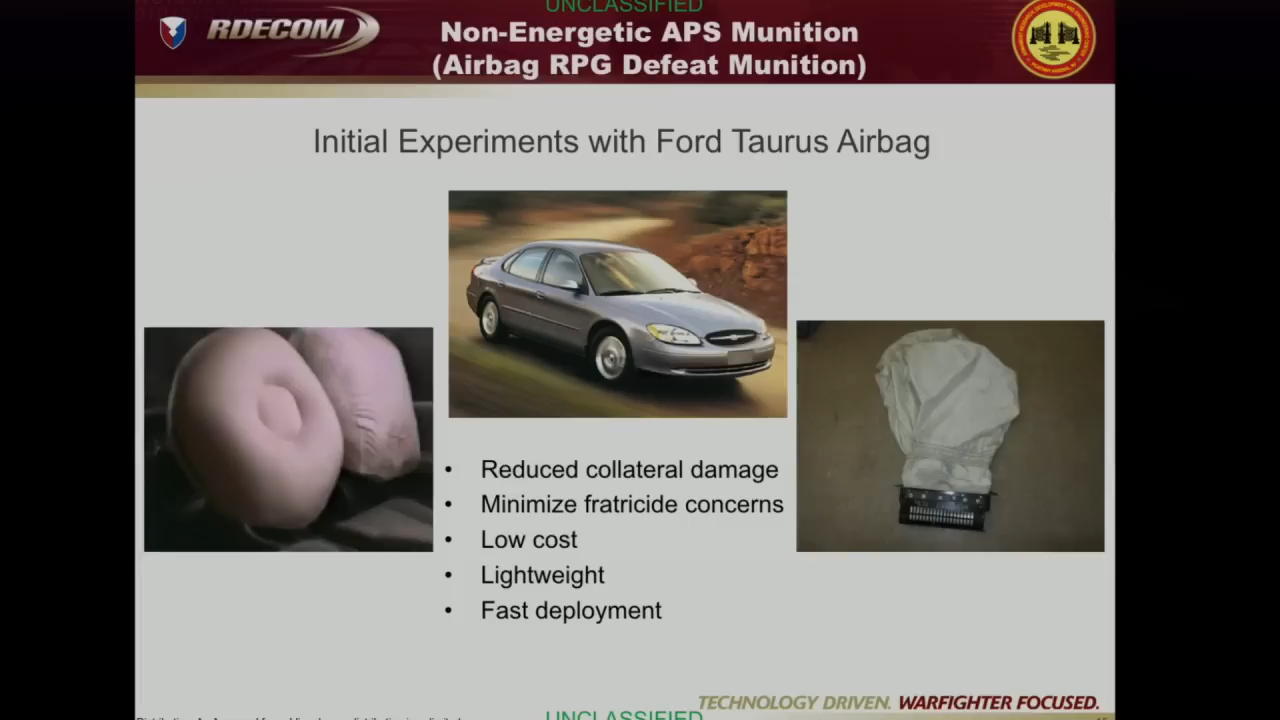 UNCLASSIFIED
RDECOM
Non-Energetic APS Munition
(Airbag RPG Defeat Munition)
Initial Experiments with Ford Taurus Airbag
• Reduced collateral damage
• Minimize fratricide concerns
• Low cost
• Lightweight
• Fast deployment
TECHNOLOGY DRIVEN. WARFIGHTER FOCUSED.
UNCLASSIFIED